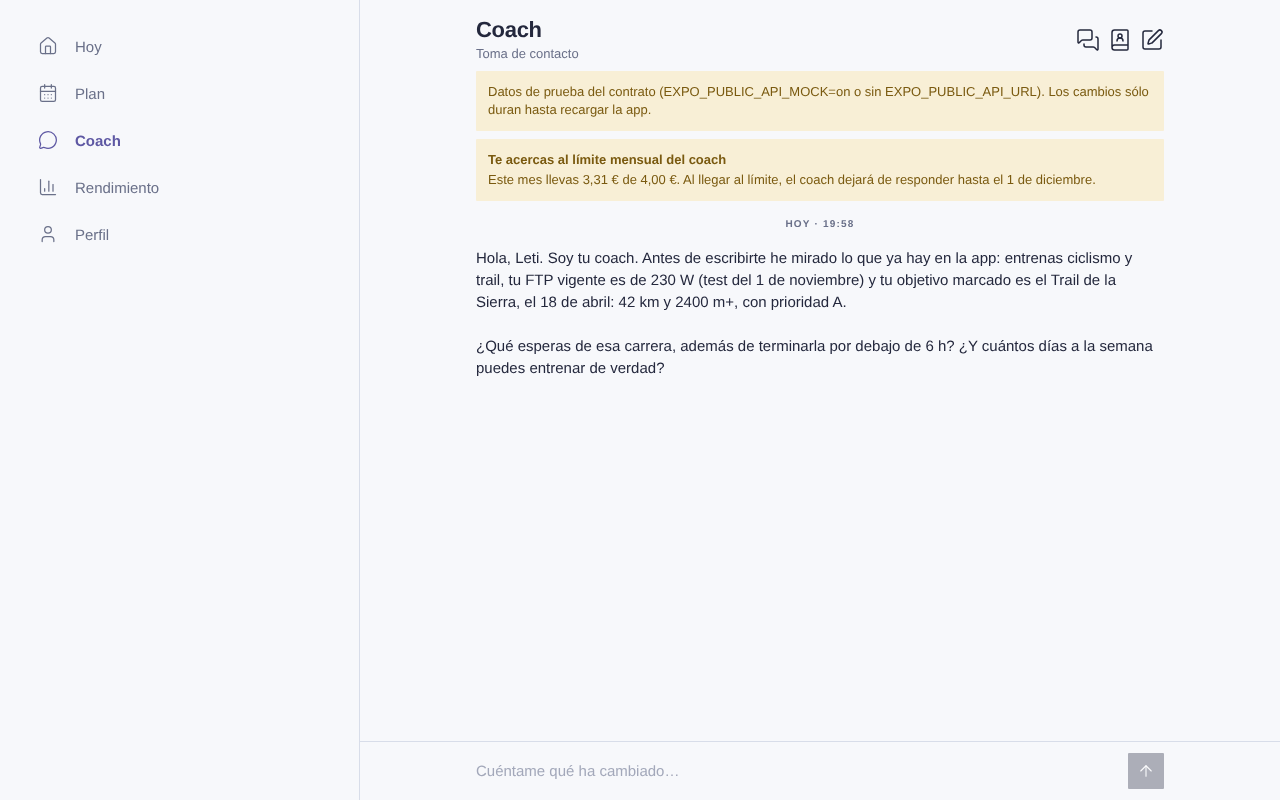 Hoy
Plan
Coach
Rendimiento
Perfil
Coach
Toma de contacto
Datos de prueba del contrato (EXPO_PUBLIC_API_MOCK=on o sin EXPO_PUBLIC_API_URL). Los cambios sólo
duran hasta recargar la app.
Te acercas al límite mensual del coach
Este mes llevas 3,31 € de 4,00 €. Al llegar al límite, el coach dejará de responder hasta el 1 de diciembre.
HOY · 19:58
Hola, Leti. Soy tu coach. Antes de escribirte he mirado lo que ya hay en la app: entrenas ciclismo y
trail, tu FTP vigente es de 230 W (test del 1 de noviembre) y tu objetivo marcado es el Trail de la
Sierra, el 18 de abril: 42 km y 2400 m+, con prioridad A.
¿Qué esperas de esa carrera, además de terminarla por debajo de 6 h? ¿Y cuántos días a la semana
puedes entrenar de verdad?
Cuéntame qué ha cambiado…